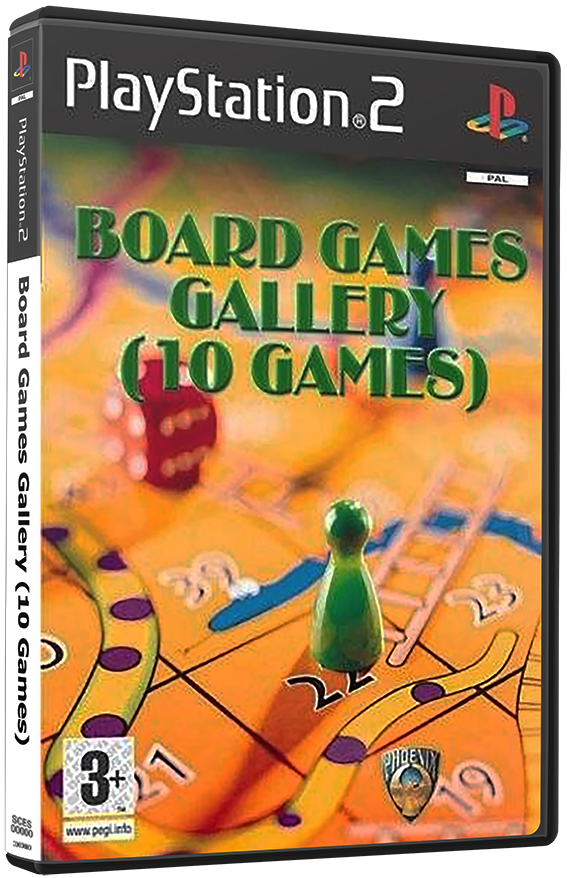 PAL
PlayStation®2
Board Games Gallery (10 Games)
SCES
00000
PlayStation®2
PAL
BOARD GAMES
GALLERY
(10 GAMES)
23
22
21
19
3+
www.pegi.info
PHOENIX